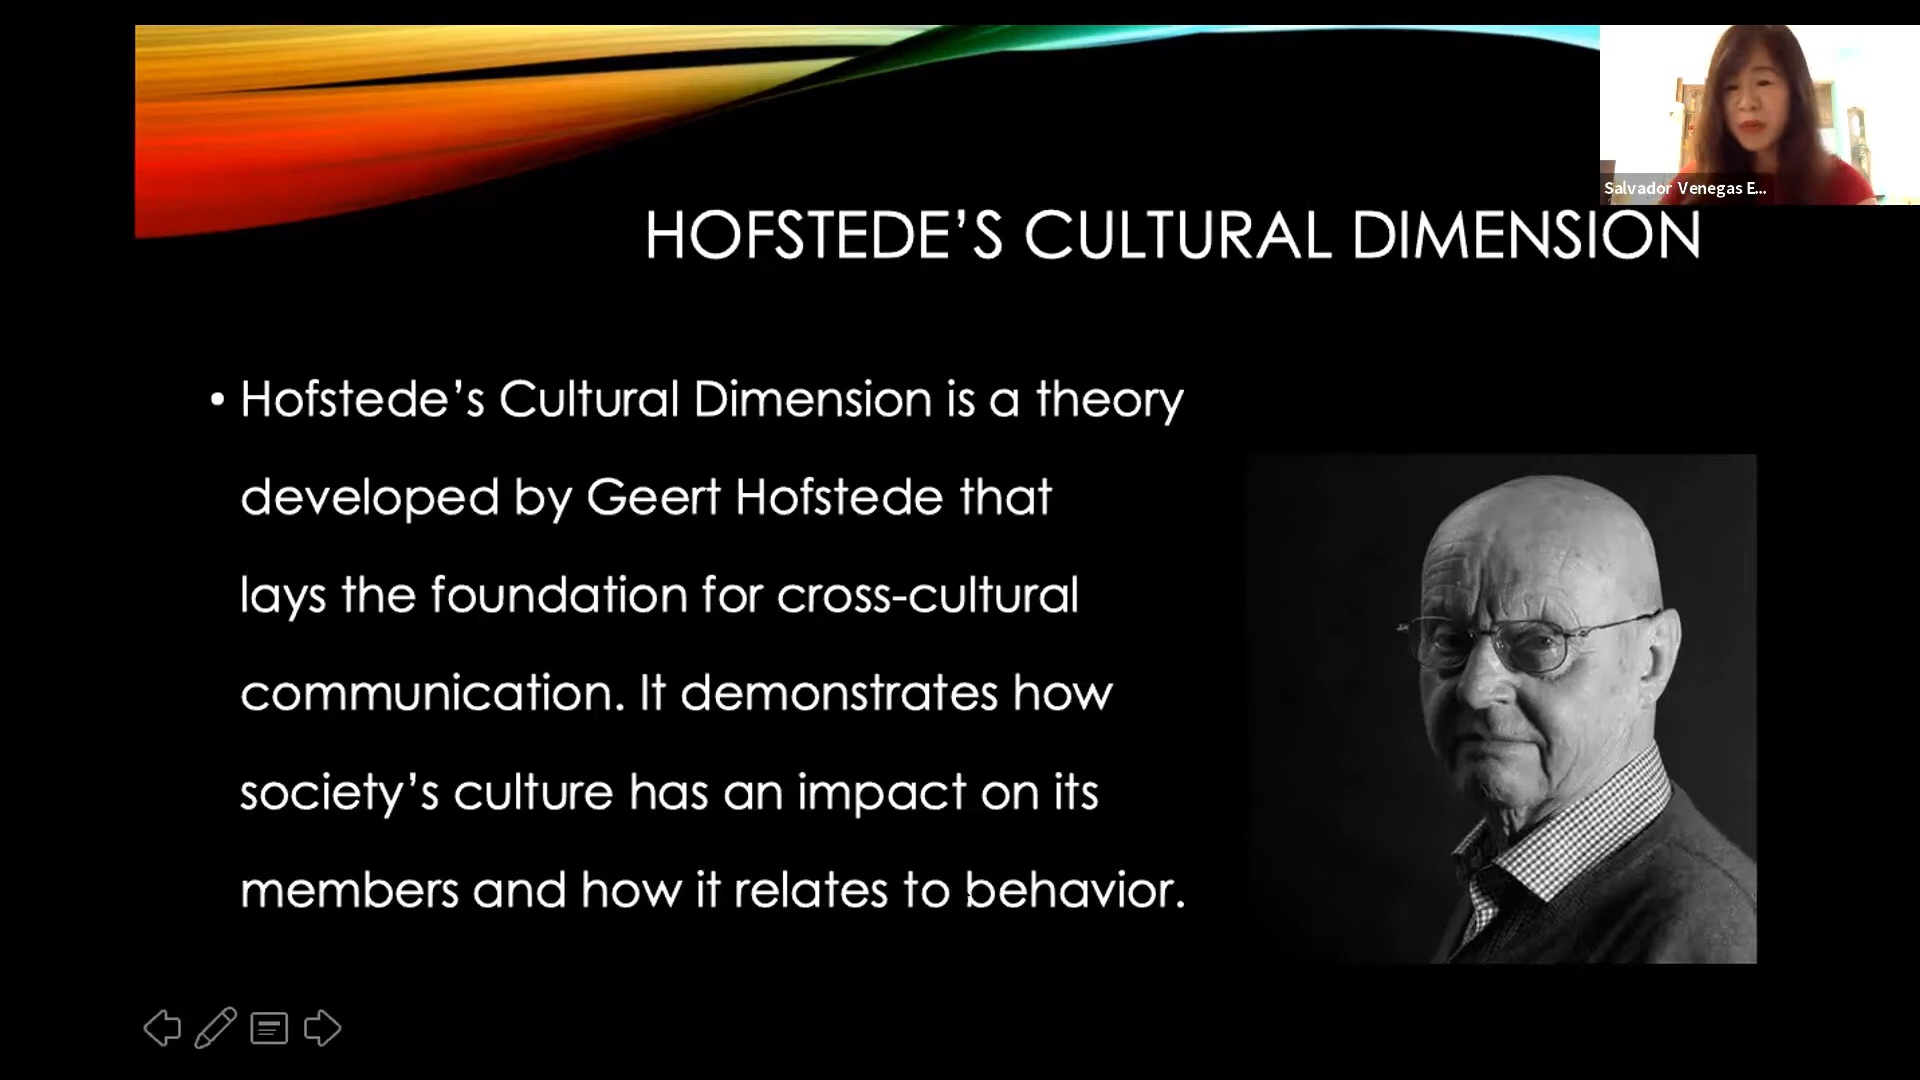 Salvador Venegas E...
HOFSTEDE’S CULTURAL DIMENSION
• Hofstede’s Cultural Dimension is a theory
developed by Geert Hofstede that
lays the foundation for cross-cultural
communication. It demonstrates how
society’s culture has an impact on its
members and how it relates to behavior.